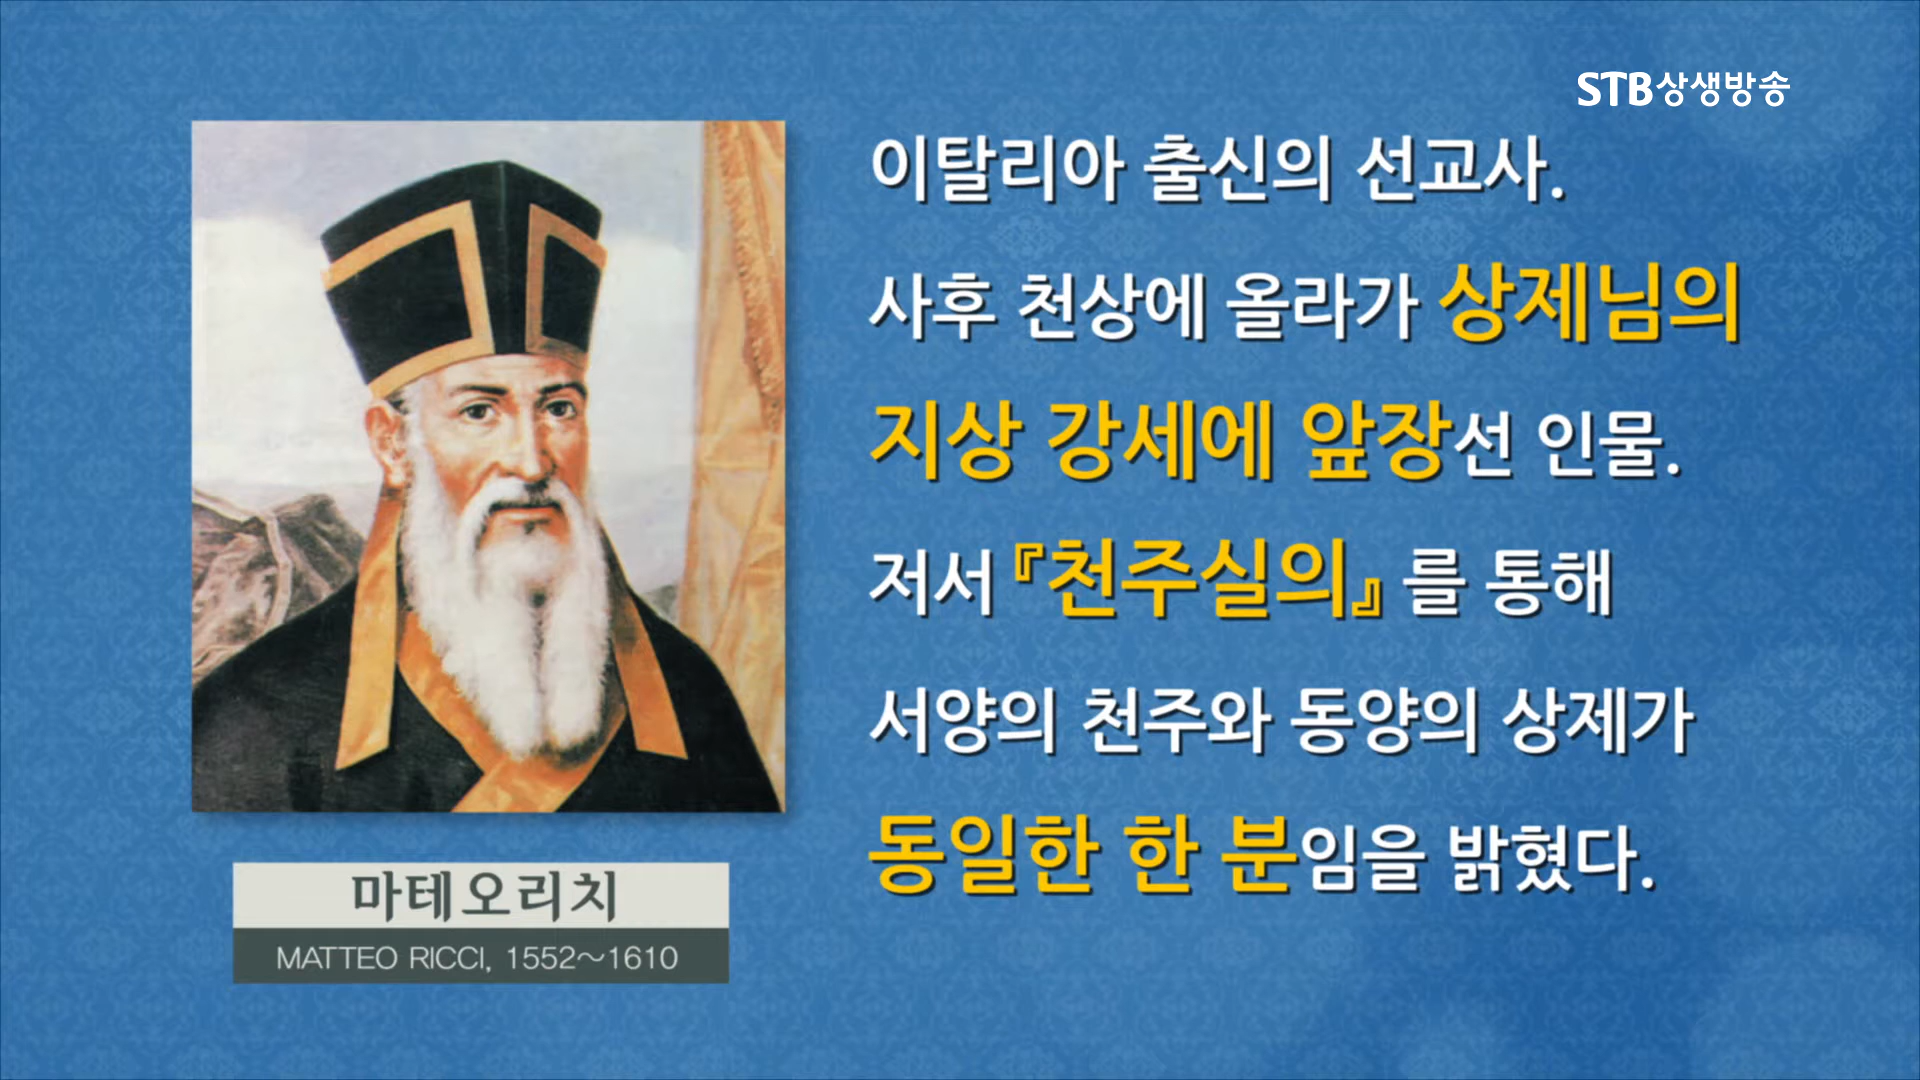 STB상생방송
이탈리아 출신의 선교사.
사후 천상에 올라가 상제님의
지상 강세에 앞장선 인물.
저서 『천주실의』를 통해
서양의 천주와 동양의 상제가
동일한 한 분임을 밝혔다.
마테오리치
MATTEO RICCI, 1552～1610